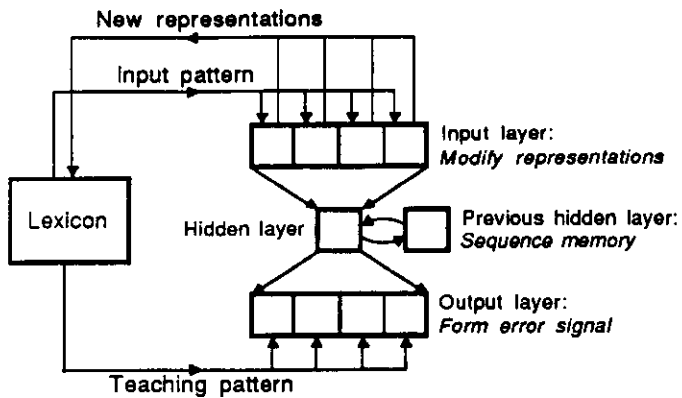 New representations
Input pattern
Input layer:
Modify representations
Lexicon
Hidden layer
Previous hidden layer:
Sequence memory
Output layer:
Form error signal
Teaching pattern